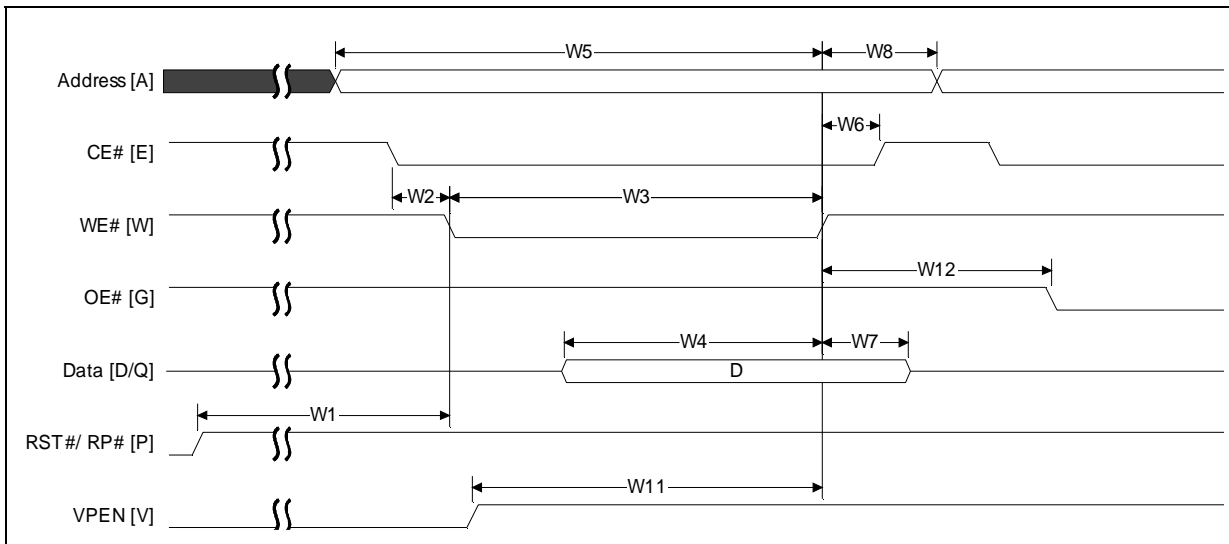 W5
W8
Address [A]
W6
CE# [E]
W2
W3
WE# [W]
W12
OE# [G]
W4
W7
Data [D/Q]
D
W1
RST#/ RP# [P]
W11
VPEN [V]